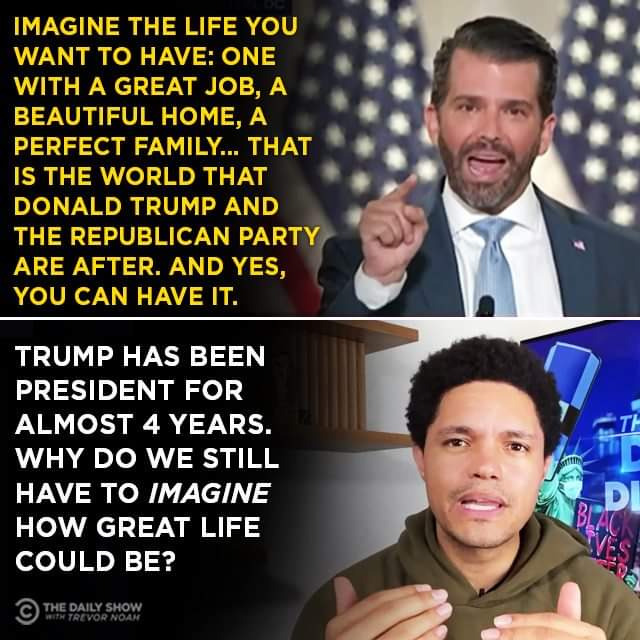 IMAGINE THE LIFE YOU
WANT TO HAVE: ONE
WITH A GREAT JOB, A
BEAUTIFUL HOME, A
PERFECT FAMILY... THAT
IS THE WORLD THAT
DONALD TRUMP AND
THE REPUBLICAN PARTY
ARE AFTER. AND YES,
YOU CAN HAVE IT.
TRUMP HAS BEEN
PRESIDENT FOR
ALMOST 4 YEARS.
WHY DO WE STILL
HAVE TO IMAGINE
HOW GREAT LIFE
COULD BE?
TH
D
DI
BLACK
THE DAILY SHOW
WITH TREVOR NOAH